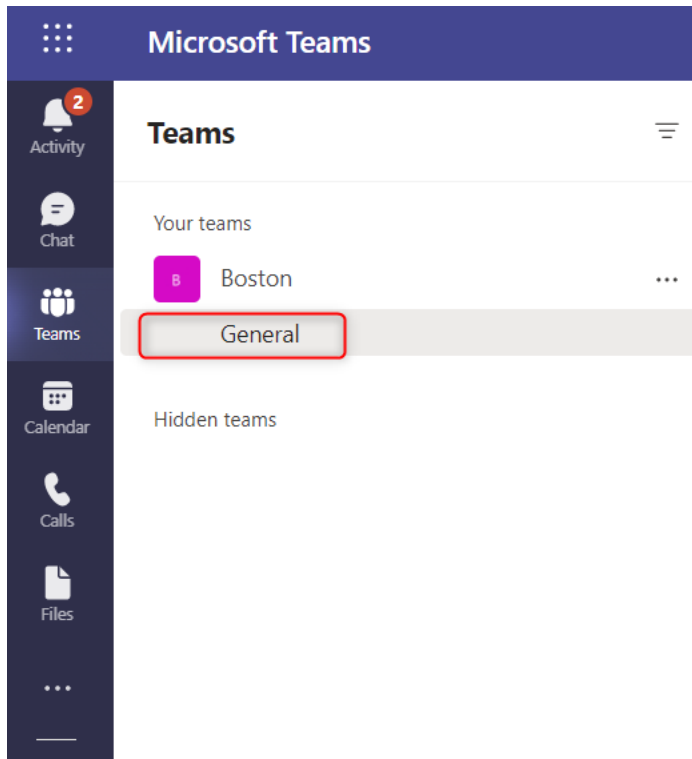 Microsoft Teams
2
Activity
Chat
Teams
Calendar
Calls
Files
Teams
Your teams
B Boston
General
Hidden teams